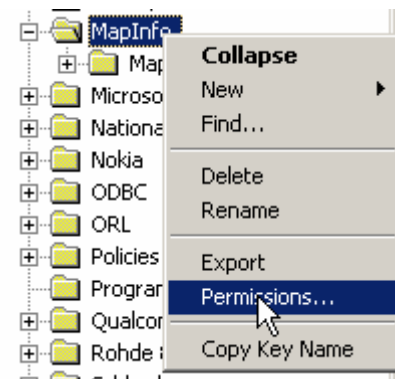 MapInfo
Map
Collapse
Microso
New
Nationa
Find...
Nokia
ODBC
Delete
ORL
Rename
Policies
Export
Program
Permissions...
Qualcor
Rohde
Copy Key Name